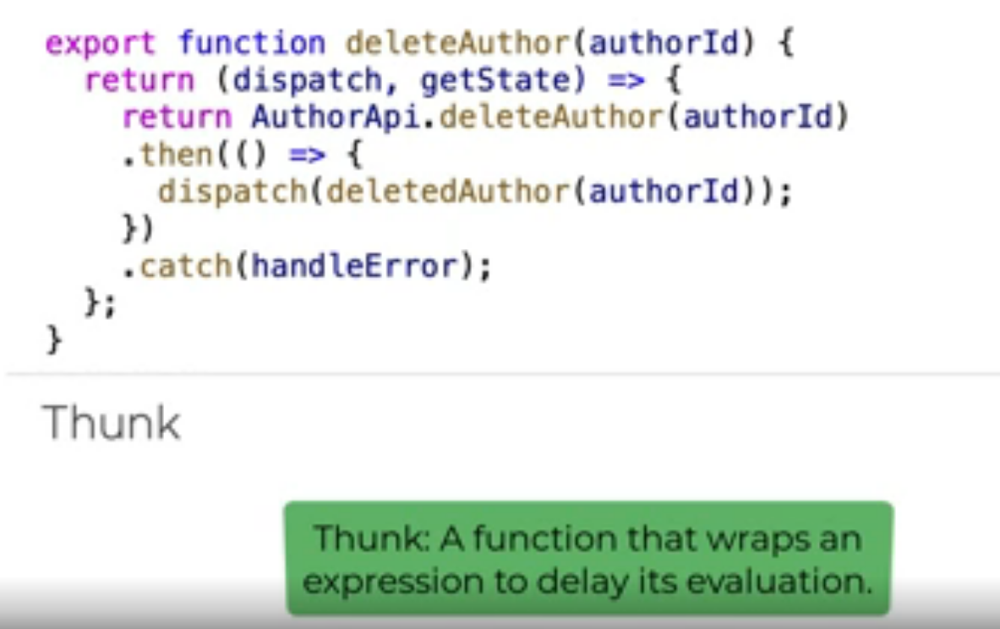 export function deleteAuthor(authorId) {
  return (dispatch, getState) => {
    return AuthorApi.deleteAuthor(authorId)
    .then(() => {
      dispatch(deletedAuthor(authorId));
    })
    .catch(handleError);
  };
}
Thunk
Thunk: A function that wraps an
expression to delay its evaluation.